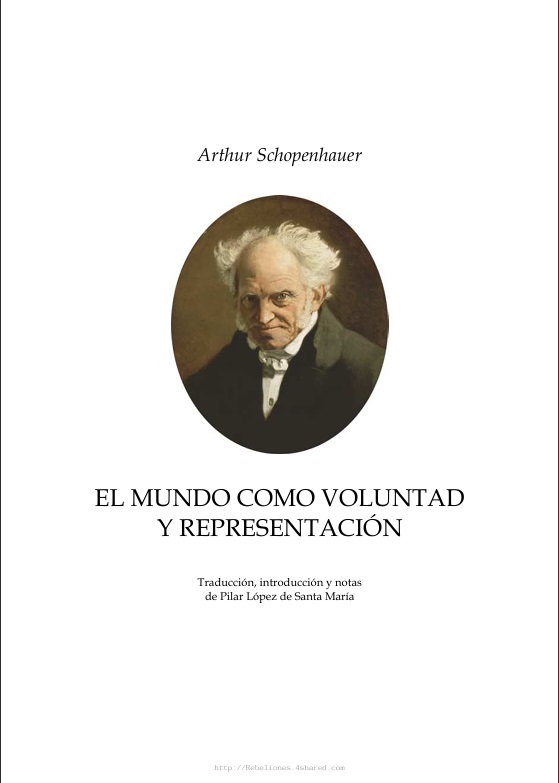 Arthur Schopenhauer
EL MUNDO COMO VOLUNTAD
Y REPRESENTACIÓN
Traducción, introducción y notas
de Pilar López de Santa María
http://Rebeliones.4shared.com